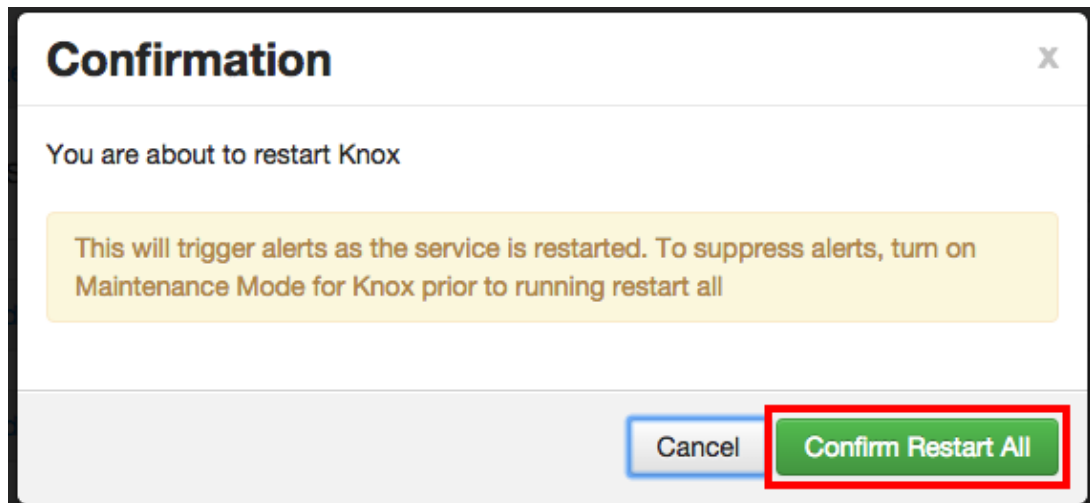 Confirmation
x
You are about to restart Knox
This will trigger alerts as the service is restarted. To suppress alerts, turn on
Maintenance Mode for Knox prior to running restart all
Cancel
Confirm Restart All